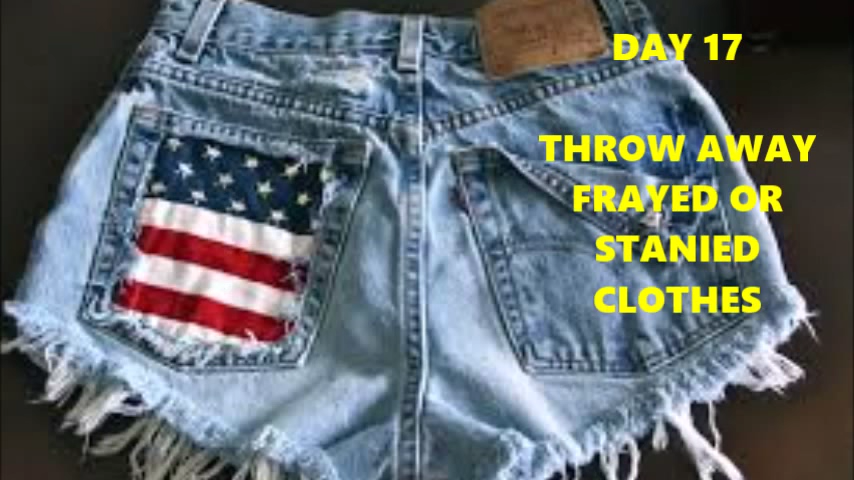 DAY 17
THROW AWAY
FRAYED OR
STANIED
CLOTHES